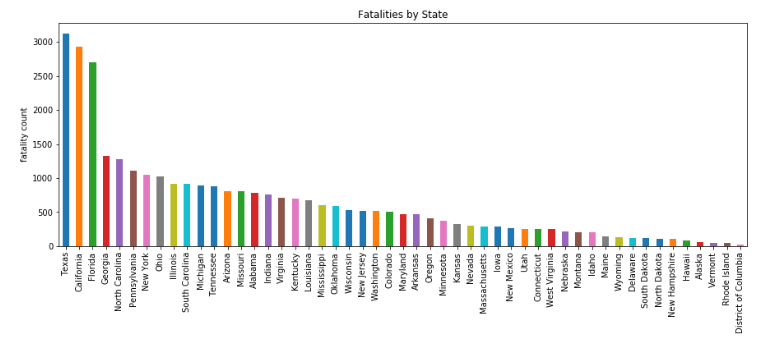 Fatalities by State
fatality count
3000
2500
2000
1500
1000
500
0
Texas
California
Florida
Georgia
North Carolina
Pennsylvania
New York
Ohio
Illinois
South Carolina
Michigan
Tennessee
Arizona
Missouri
Alabama
Indiana
Virginia
Kentucky
Louisiana
Mississippi
Oklahoma
Wisconsin
New Jersey
Washington
Colorado
Maryland
Arkansas
Oregon
Minnesota
Kansas
Nevada
Massachusetts
Iowa
New Mexico
Utah
Connecticut
West Virginia
Nebraska
Montana
Idaho
Maine
Wyoming
Delaware
South Dakota
North Dakota
New Hampshire
Hawaii
Alaska
Vermont
Rhode Island
District of Columbia